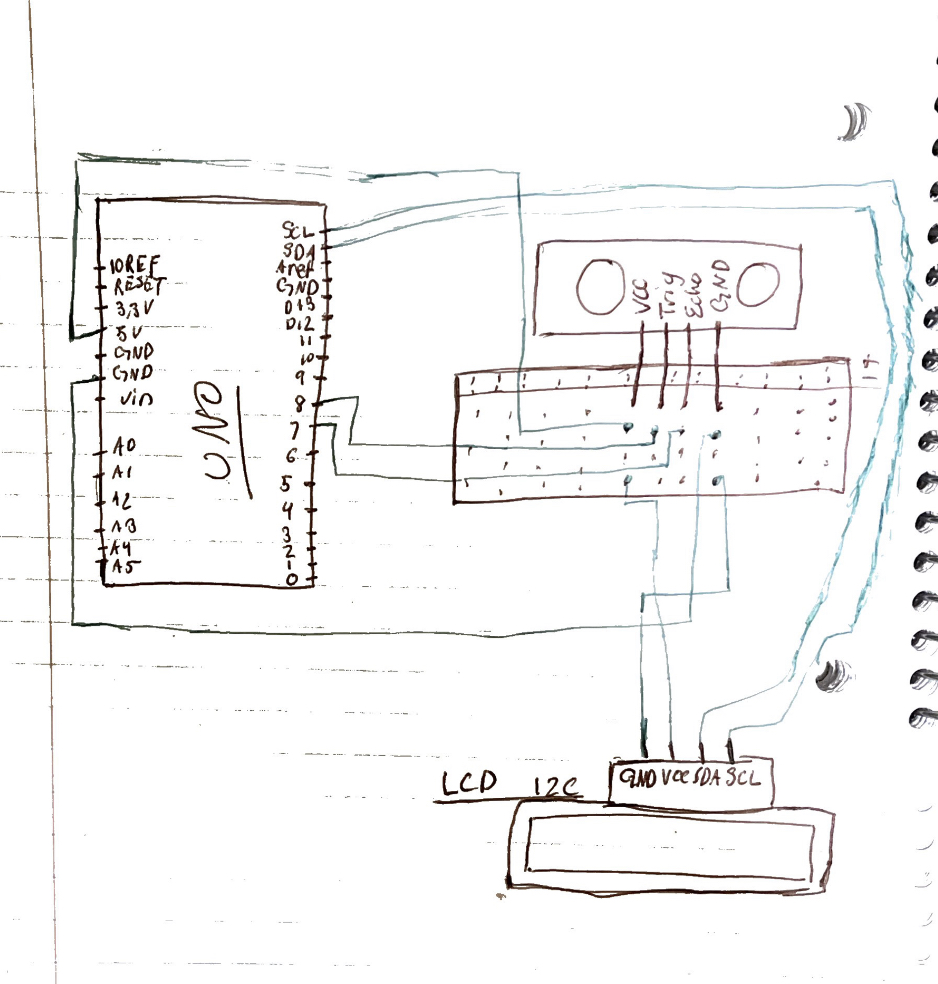 SCL
SDA
Aref
GND
D13
D12
11
10
9
8
7
6
5
4
3
2
1
0
IOREF
RESET
3,3V
5V
GND
GND
Vin
A0
A1
A2
A3
A4
A5
UNO
VCC Trig Echo GND
LCD I2C
GND VCC SDA SCL